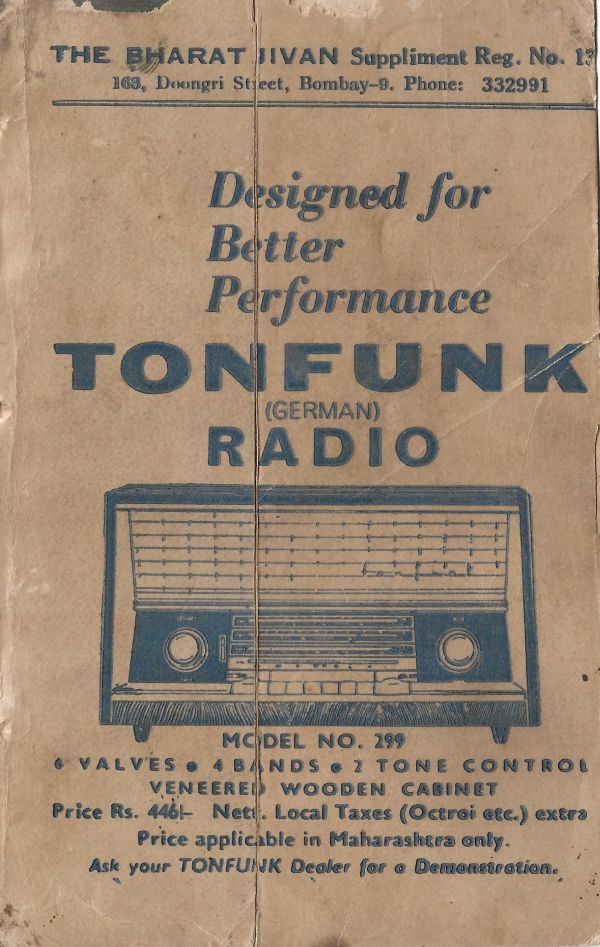 THE BHARAT JIVAN Suppliment Reg. No. 13
163, Doongri Street, Bombay-9. Phone: 332991
Designed for
Better
Performance
TONFUNK
(GERMAN)
RADIO
tonfunk
MODEL NO. 299
6 VALVES • 4 BANDS • 2 TONE CONTROL
VENEERED WOODEN CABINET
Price Rs. 446/- Nett. Local Taxes (Octroi etc.) extra
Price applicable in Maharashtra only.
Ask your TONFUNK Dealer for a Demonstration.